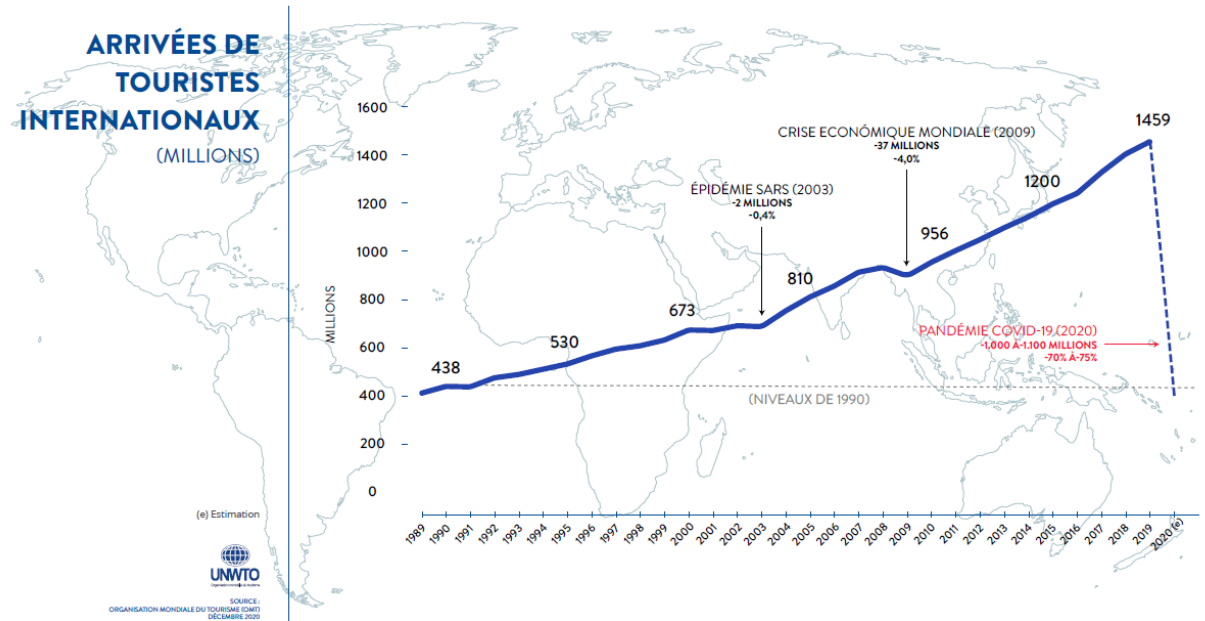 ARRIVÉES DE
TOURISTES
INTERNATIONAUX
(MILLIONS)
1600
1400
1200
1000
800
600
400
200
0
MILLIONS
438
530
673
810
956
1200
1459
ÉPIDÉMIE SARS (2003)
-2 MILLIONS
-0,4%
CRISE ECONÓMIQUE MONDIALE (2009)
-37 MILLIONS
-4,0%
PANDÉMIE COVID-19 (2020)
-1,000 À-1.100 MILLIONS
-70% À-75%
(NIVEAUX DE 1990)
1989
1990
1991
1992
1993
1994
1995
1996
1997
1998
1999
2000
2001
2002
2003
2004
2005
2006
2007
2008
2009
2010
2011
2012
2013
2014
2015
2016
2017
2018
2019
2020 (e)
(e) Estimation
UNWTO
SOURCE :
ORGANISATION MONDIALE DU TOURISME (OMT)
DÉCEMBRE 2020